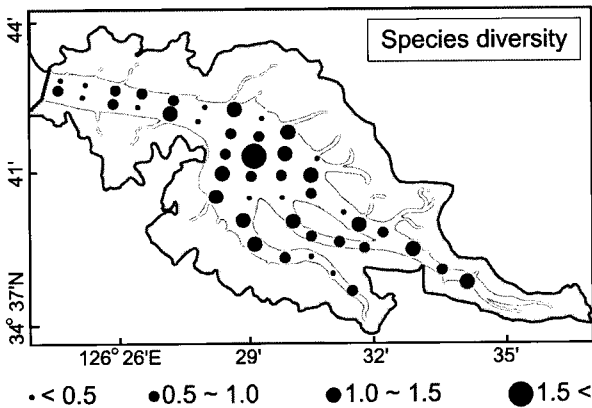 Species diversity
44'
41'
34° 37'N
126° 26'E 29' 32' 35'
< 0.5 0.5 ~ 1.0 1.0 ~ 1.5 1.5 <